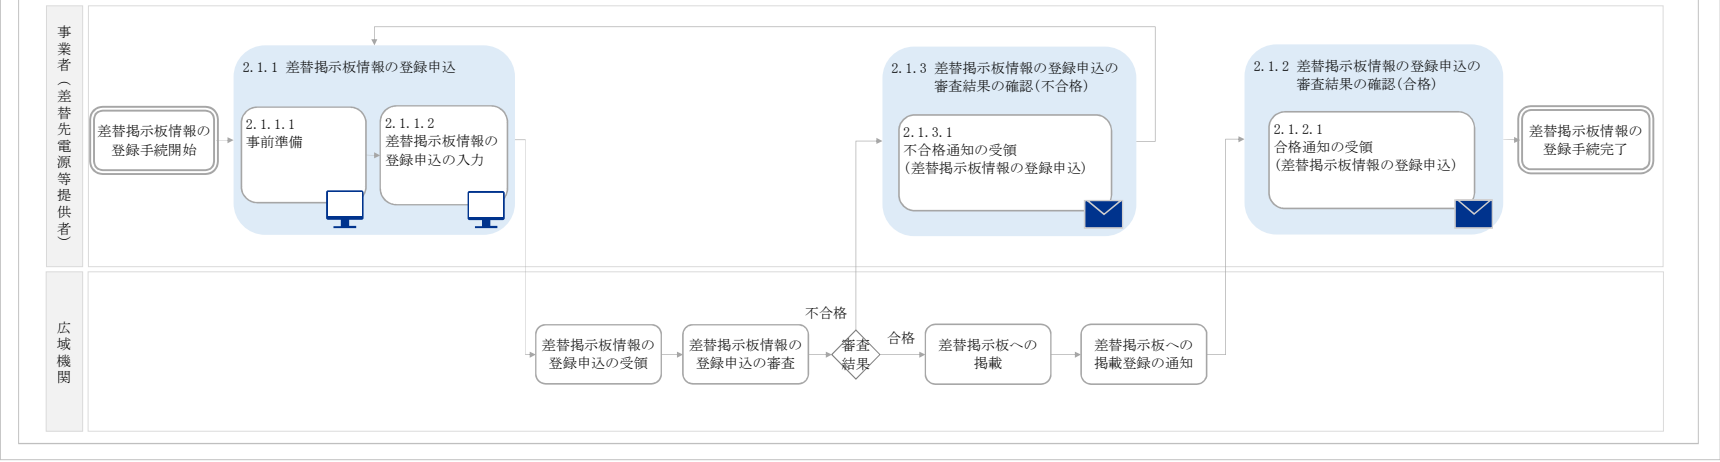 事業者（差替先電源等提供者）
差替掲示板情報の
登録手続開始
2.1.1 差替掲示板情報の登録申込
2.1.1.1
事前準備
2.1.1.2
差替掲示板情報の
登録申込の入力
2.1.3 差替掲示板情報の登録申込の
審査結果の確認(不合格)
2.1.3.1
不合格通知の受領
(差替掲示板情報の登録申込)
2.1.2 差替掲示板情報の登録申込の
審査結果の確認(合格)
2.1.2.1
合格通知の受領
(差替掲示板情報の登録申込)
差替掲示板情報の
登録手続完了
広域機関
差替掲示板情報の
登録申込の受領
差替掲示板情報の
登録申込の審査
不合格
審査
結果
合格
差替掲示板への
掲載
差替掲示板への
掲載登録の通知